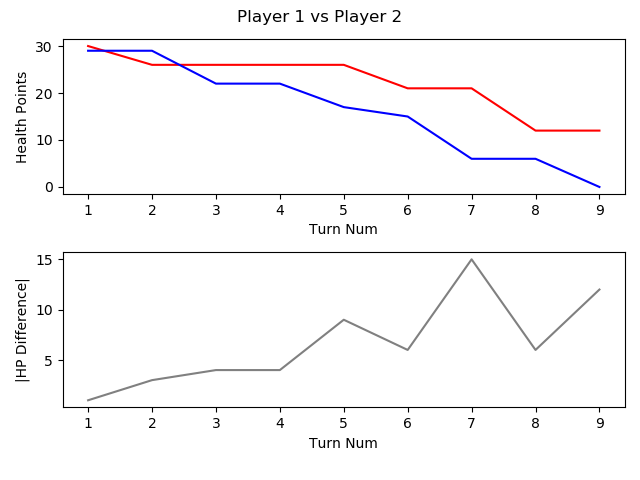 Player 1 vs Player 2
Health Points
30
20
10
0
1 2 3 4 5 6 7 8 9
Turn Num
|HP Difference|
15
10
5
1 2 3 4 5 6 7 8 9
Turn Num